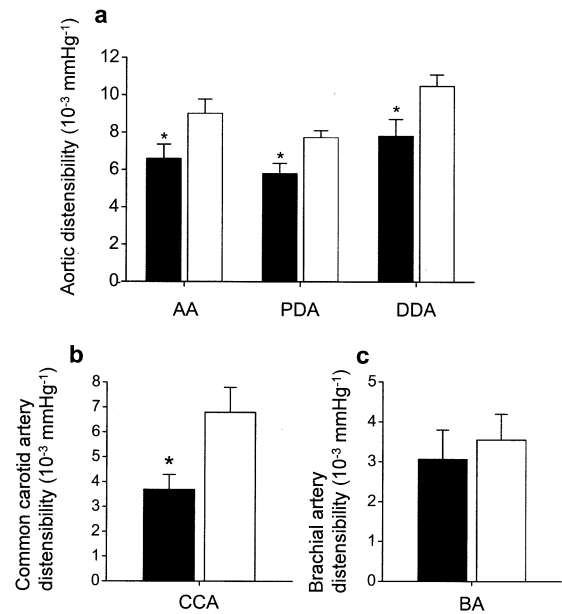 a
Aortic distensibility (10⁻³ mmHg⁻¹)
12
10
8
6
4
2
0
*
*
*
AA
PDA
DDA
b
Common carotid artery
distensibility (10⁻³ mmHg⁻¹)
8
7
6
5
4
3
2
1
0
*
CCA
c
Brachial artery
distensibility (10⁻³ mmHg⁻¹)
5
4
3
2
1
0
BA